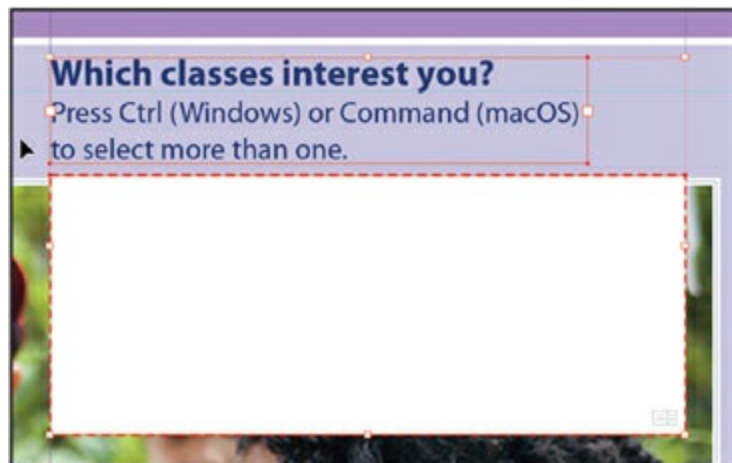 Which classes interest you?
Press Ctrl (Windows) or Command (macOS)
to select more than one.